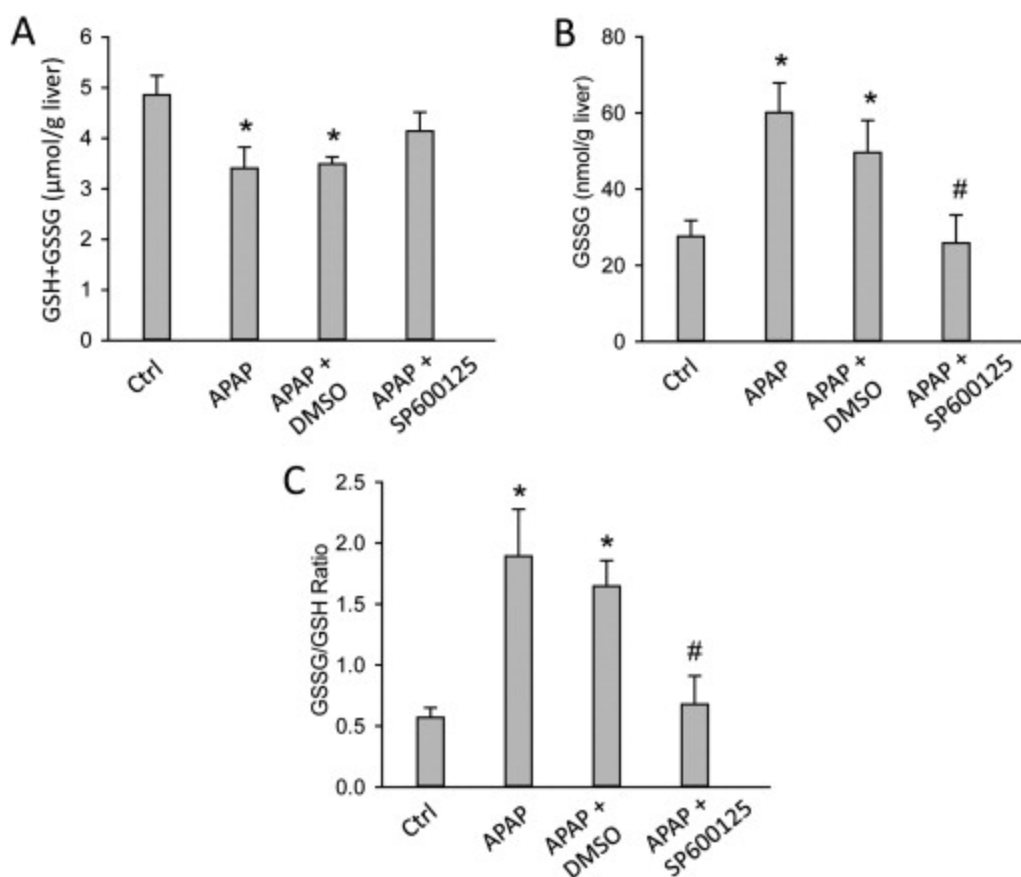 A
GSH+GSSG (μmol/g liver)
6
5
4
3
2
1
0
*
*
Ctrl
APAP
APAP +
DMSO
APAP +
SP600125
B
GSSG (nmol/g liver)
80
60
40
20
0
*
*
#
Ctrl
APAP
APAP +
DMSO
APAP +
SP600125
C
GSSG/GSH Ratio
2.5
2.0
1.5
1.0
0.5
0.0
*
*
#
Ctrl
APAP
APAP +
DMSO
APAP +
SP600125